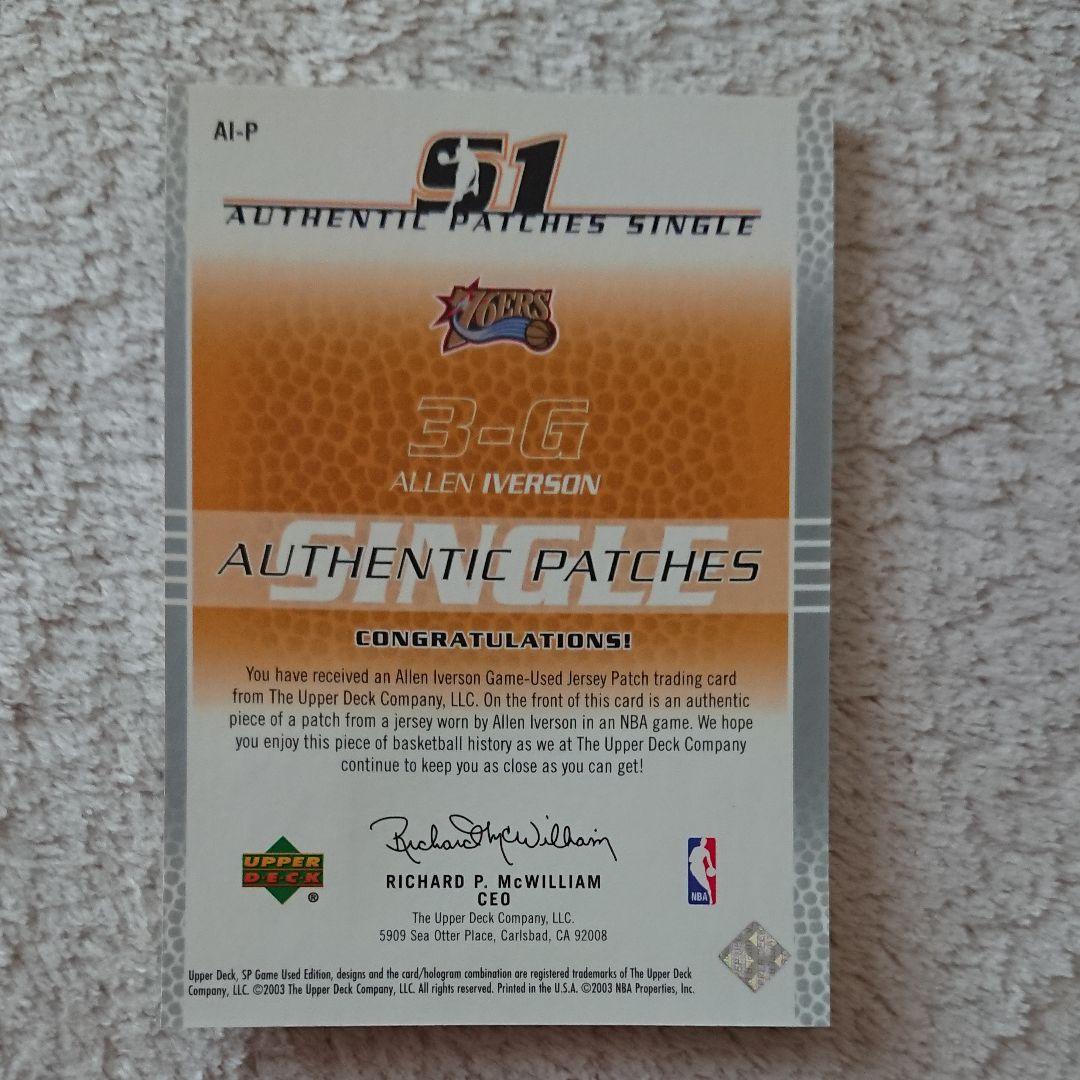 AI-P
S1
AUTHENTIC PATCHES SINGLE
76ERS
3-G
ALLEN IVERSON
SINGLE
AUTHENTIC PATCHES
CONGRATULATIONS!
You have received an Allen Iverson Game-Used Jersey Patch trading card
from The Upper Deck Company, LLC. On the front of this card is an authentic
piece of a patch from a jersey worn by Allen Iverson in an NBA game. We hope
you enjoy this piece of basketball history as we at The Upper Deck Company
continue to keep you as close as you can get!
Richard McWilliam
UPPER
DECK
®
RICHARD P. McWILLIAM
CEO
NBA
The Upper Deck Company, LLC.
5909 Sea Otter Place, Carlsbad, CA 92008
Upper Deck, SP Game Used Edition, designs and the card/hologram combination are registered trademarks of The Upper Deck
Company, LLC. ©2003 The Upper Deck Company, LLC. All rights reserved. Printed in the U.S.A. ©2003 NBA Properties, Inc.